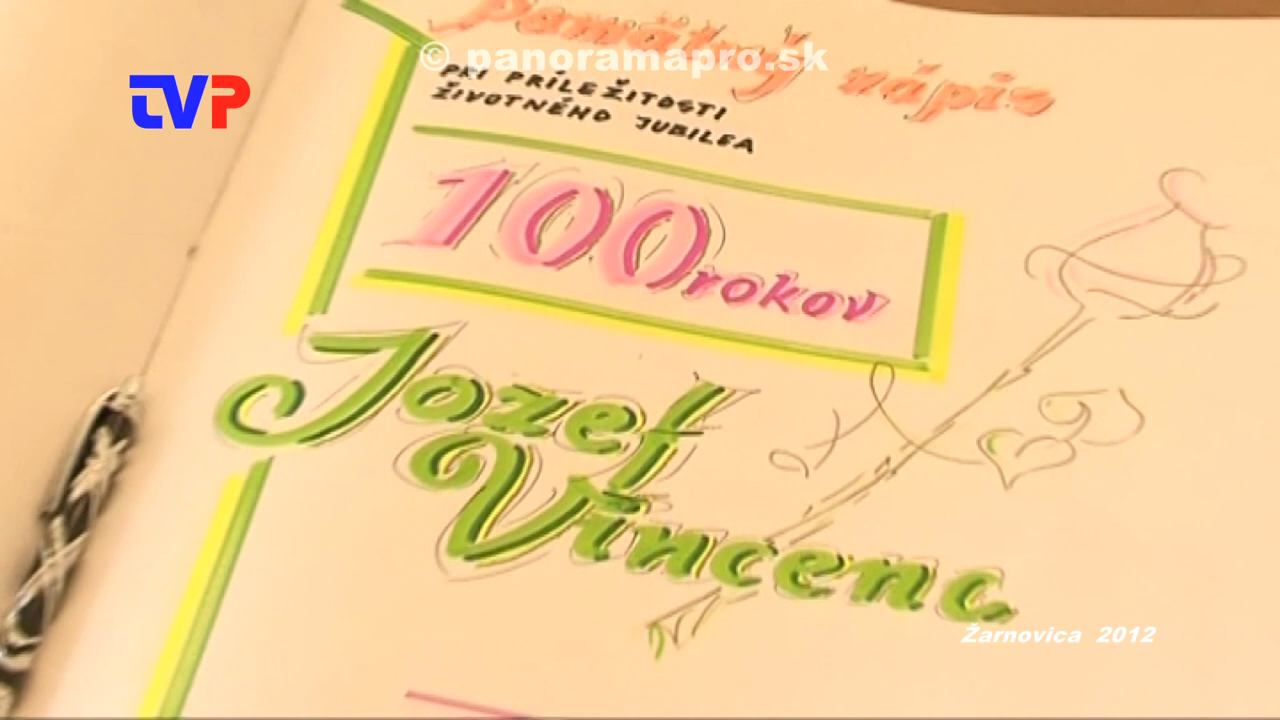 © panoramapro.sk
TVP
Pamätný nápis
PRI PRÍLEŽITOSTI
ŽIVOTNÉHO JUBILEA
100 rokov
Jozef
Vincenc
Žarnovica 2012